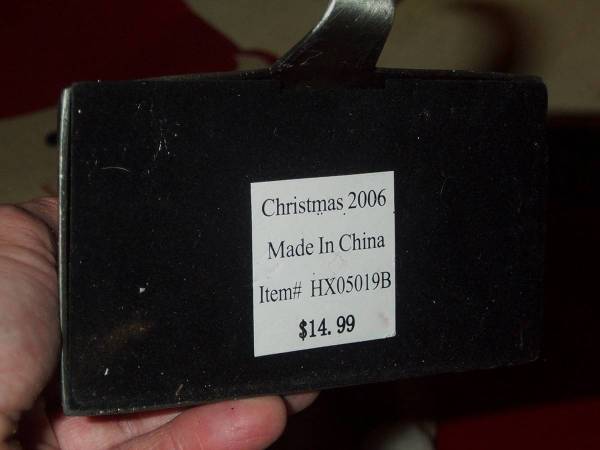 Christmas 2006
Made In China
Item# HX05019B
$14.99